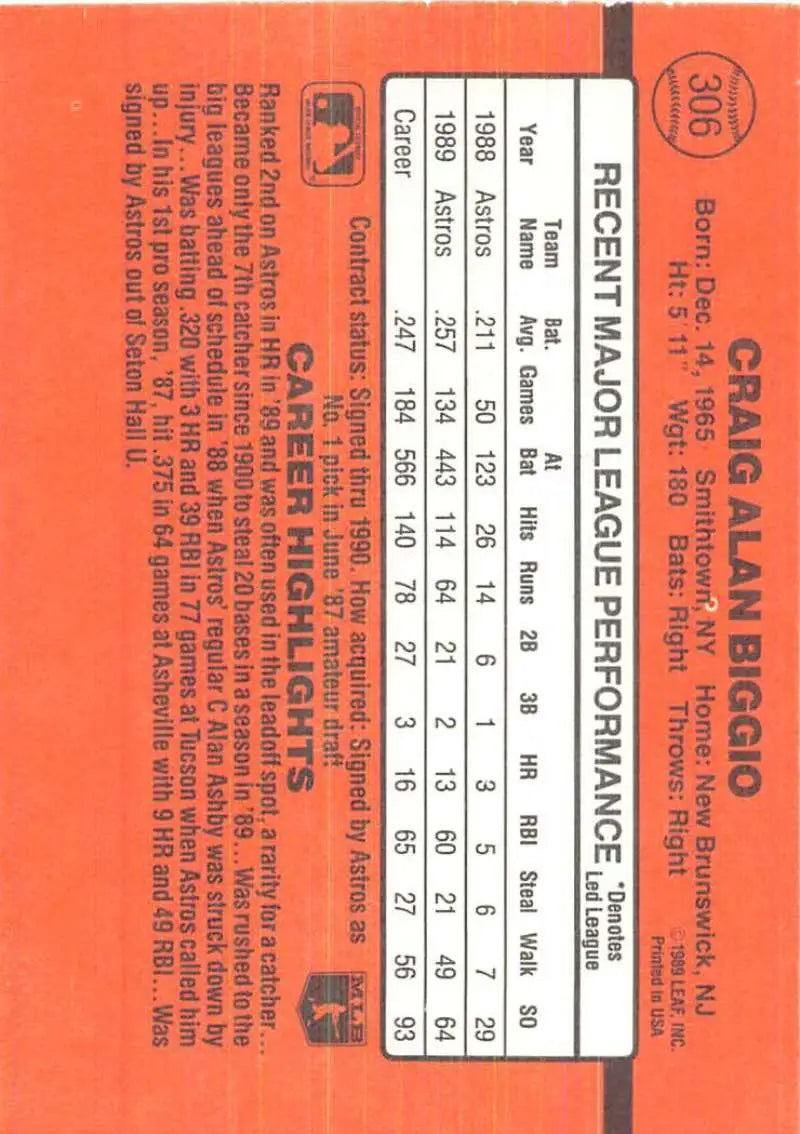 306
CRAIG ALAN BIGGIO
Born: Dec. 14, 1965 Smithtown, NY Home: New Brunswick, NJ
Ht: 5' 11" Wgt: 180 Bats: Right Throws: Right
© 1989 LEAF, INC.
Printed in USA
RECENT MAJOR LEAGUE PERFORMANCE *Denotes Led League
Team Bat. At
Year Name Avg. Games Bat Hits Runs 2B 3B HR RBI Steal Walk SO
1988 Astros .211 50 123 26 14 6 1 3 5 6 7 29
1989 Astros .257 134 443 114 64 21 2 13 60 21 49 64
Career .247 184 566 140 78 27 3 16 65 27 56 93
Contract status: Signed thru 1990. How acquired: Signed by Astros as
No. 1 pick in June '87 amateur draft
MLB
CAREER HIGHLIGHTS
Ranked 2nd on Astros in HR in '89 and was often used in the leadoff spot, a rarity for a catcher...
Became only the 7th catcher since 1900 to steal 20 bases in a season in '89... Was rushed to the
big leagues ahead of schedule in '88 when Astros' regular C Alan Ashby was struck down by
injury... Was batting .320 with 3 HR and 39 RBI in 77 games at Tucson when Astros called him
up... In his 1st pro season, '87, hit .375 in 64 games at Asheville with 9 HR and 49 RBI... Was
signed by Astros out of Seton Hall U.